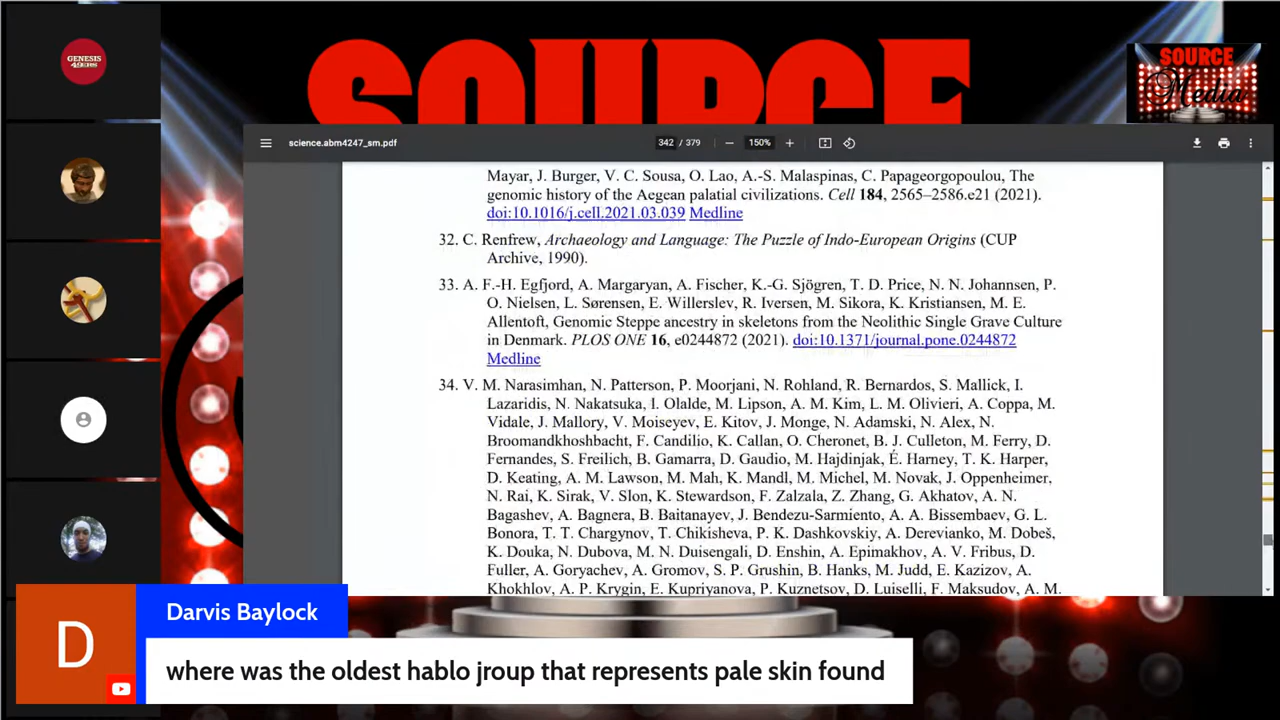 SOURCE
GENESIS
49ERS
SOURCE
Media
science.abm4247_sm.pdf
342 / 379
150%
Mayar, J. Burger, V. C. Sousa, O. Lao, A.-S. Malaspinas, C. Papageorgopoulou, The
genomic history of the Aegean palatial civilizations. Cell 184, 2565–2586.e21 (2021).
doi:10.1016/j.cell.2021.03.039 Medline
32. C. Renfrew, Archaeology and Language: The Puzzle of Indo-European Origins (CUP
Archive, 1990).
33. A. F.-H. Egfjord, A. Margaryan, A. Fischer, K.-G. Sjögren, T. D. Price, N. N. Johannsen, P.
O. Nielsen, L. Sørensen, E. Willerslev, R. Iversen, M. Sikora, K. Kristiansen, M. E.
Allentoft, Genomic Steppe ancestry in skeletons from the Neolithic Single Grave Culture
in Denmark. PLOS ONE 16, e0244872 (2021). doi:10.1371/journal.pone.0244872
Medline
34. V. M. Narasimhan, N. Patterson, P. Moorjani, N. Rohland, R. Bernardos, S. Mallick, I.
Lazaridis, N. Nakatsuka, I. Olalde, M. Lipson, A. M. Kim, L. M. Olivieri, A. Coppa, M.
Vidale, J. Mallory, V. Moiseyev, E. Kitov, J. Monge, N. Adamski, N. Alex, N.
Broomandkhoshbacht, F. Candilio, K. Callan, O. Cheronet, B. J. Culleton, M. Ferry, D.
Fernandes, S. Freilich, B. Gamarra, D. Gaudio, M. Hajdinjak, É. Harney, T. K. Harper,
D. Keating, A. M. Lawson, M. Mah, K. Mandl, M. Michel, M. Novak, J. Oppenheimer,
N. Rai, K. Sirak, V. Slon, K. Stewardson, F. Zalzala, Z. Zhang, G. Akhatov, A. N.
Bagashev, A. Bagnera, B. Baitanayev, J. Bendezu-Sarmiento, A. A. Bissembaev, G. L.
Bonora, T. T. Chargynov, T. Chikisheva, P. K. Dashkovskiy, A. Derevianko, M. Dobeš,
K. Douka, N. Dubova, M. N. Duisengali, D. Enshin, A. Epimakhov, A. V. Fribus, D.
Fuller, A. Goryachev, A. Gromov, S. P. Grushin, B. Hanks, M. Judd, E. Kazizov, A.
Khokhlov, A. P. Krygin, E. Kupriyanova, P. Kuznetsov, D. Luiselli, F. Maksudov, A. M.
D
Darvis Baylock
where was the oldest hablo jroup that represents pale skin found